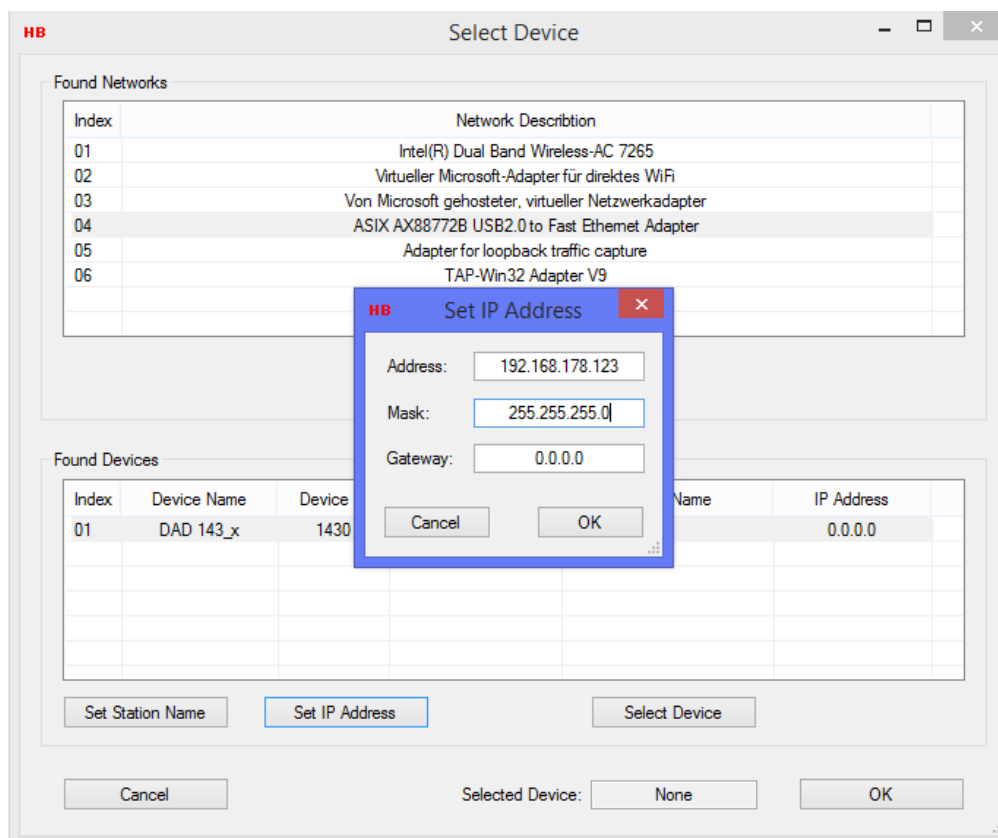 HB Select Device
Found Networks
Index Network Describtion
01 Intel(R) Dual Band Wireless-AC 7265
02 Virtueller Microsoft-Adapter für direktes WiFi
03 Von Microsoft gehosteter, virtueller Netzwerkadapter
04 ASIX AX88772B USB2.0 to Fast Ethernet Adapter
05 Adapter for loopback traffic capture
06 TAP-Win32 Adapter V9
HB Set IP Address
Address: 192.168.178.123
Mask: 255.255.255.0
Gateway: 0.0.0.0
Cancel OK
Found Devices
Index Device Name Device Name IP Address
01 DAD 143_x 1430 0.0.0.0
Set Station Name Set IP Address Select Device
Cancel Selected Device: None OK